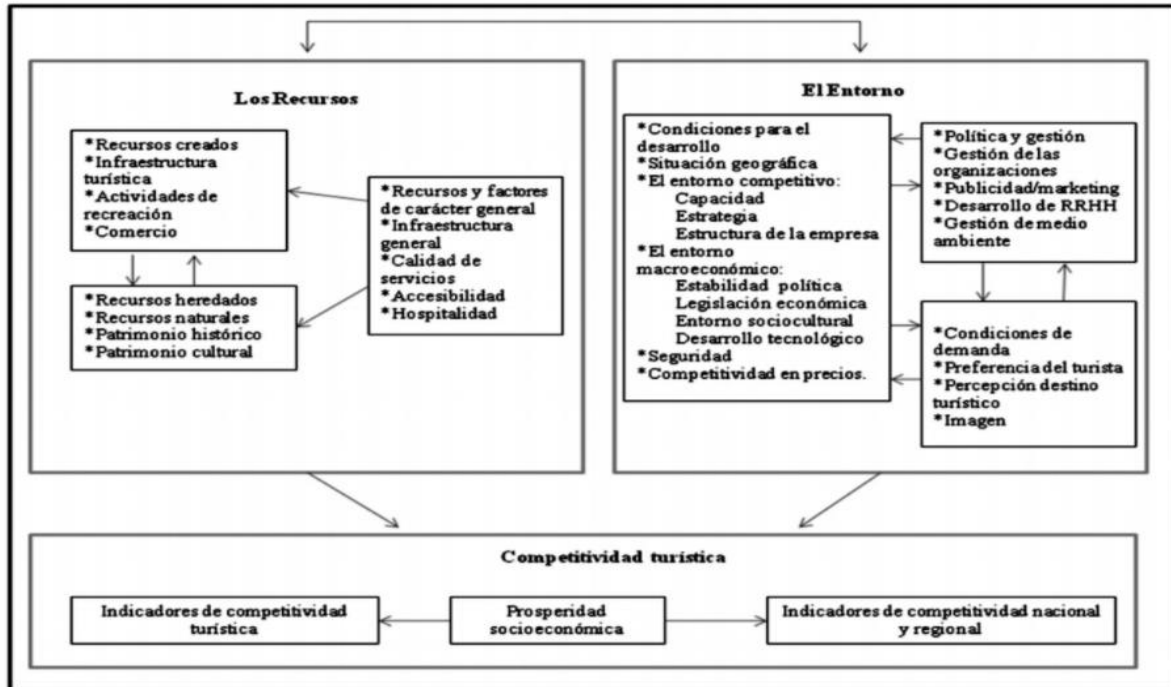 Los Recursos
*Recursos creados
*Infraestructura
turística
*Actividades de
recreación
*Comercio
*Recursos heredados
*Recursos naturales
*Patrimonio histórico
*Patrimonio cultural
*Recursos y factores
de carácter general
*Infraestructura
general
*Calidad de
servicios
*Accesibilidad
*Hospitalidad
El Entorno
*Condiciones para el
desarrollo
*Situación geográfica
*El entorno competitivo:
Capacidad
Estrategia
Estructura de la empresa
*El entorno
macroeconómico:
Estabilidad política
Legislación económica
Entorno sociocultural
Desarrollo tecnológico
*Seguridad
*Competitividad en precios.
*Política y gestión
*Gestión de las
organizaciones
*Publicidad/marketing
*Desarrollo de RRHH
*Gestión de medio
ambiente
*Condiciones de
demanda
*Preferencia del turista
*Percepción destino
turístico
*Imagen
Competitividad turística
Indicadores de competitividad
turística
Prosperidad
socioeconómica
Indicadores de competitividad nacional
y regional